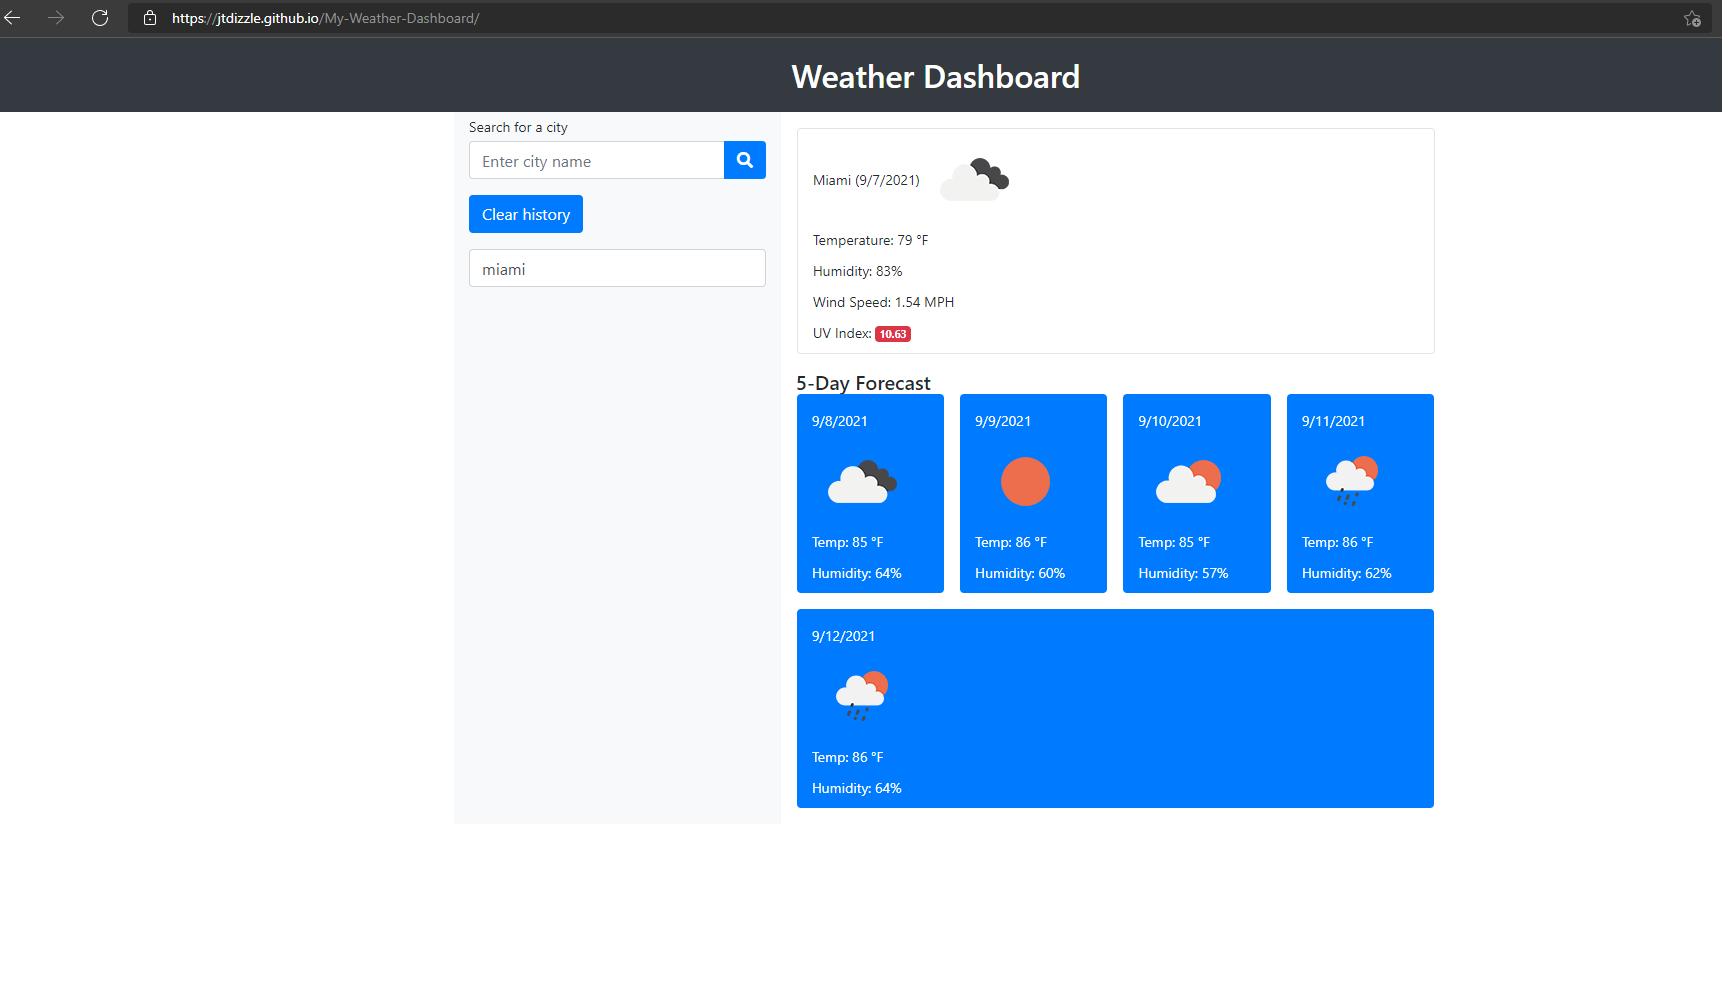 https://jtdizzle.github.io/My-Weather-Dashboard/
Weather Dashboard
Search for a city
Enter city name
Clear history
miami
Miami (9/7/2021)
Temperature: 79 °F
Humidity: 83%
Wind Speed: 1.54 MPH
UV Index: 10.63
5-Day Forecast
9/8/2021
Temp: 85 °F
Humidity: 64%
9/9/2021
Temp: 86 °F
Humidity: 60%
9/10/2021
Temp: 85 °F
Humidity: 57%
9/11/2021
Temp: 86 °F
Humidity: 62%
9/12/2021
Temp: 86 °F
Humidity: 64%